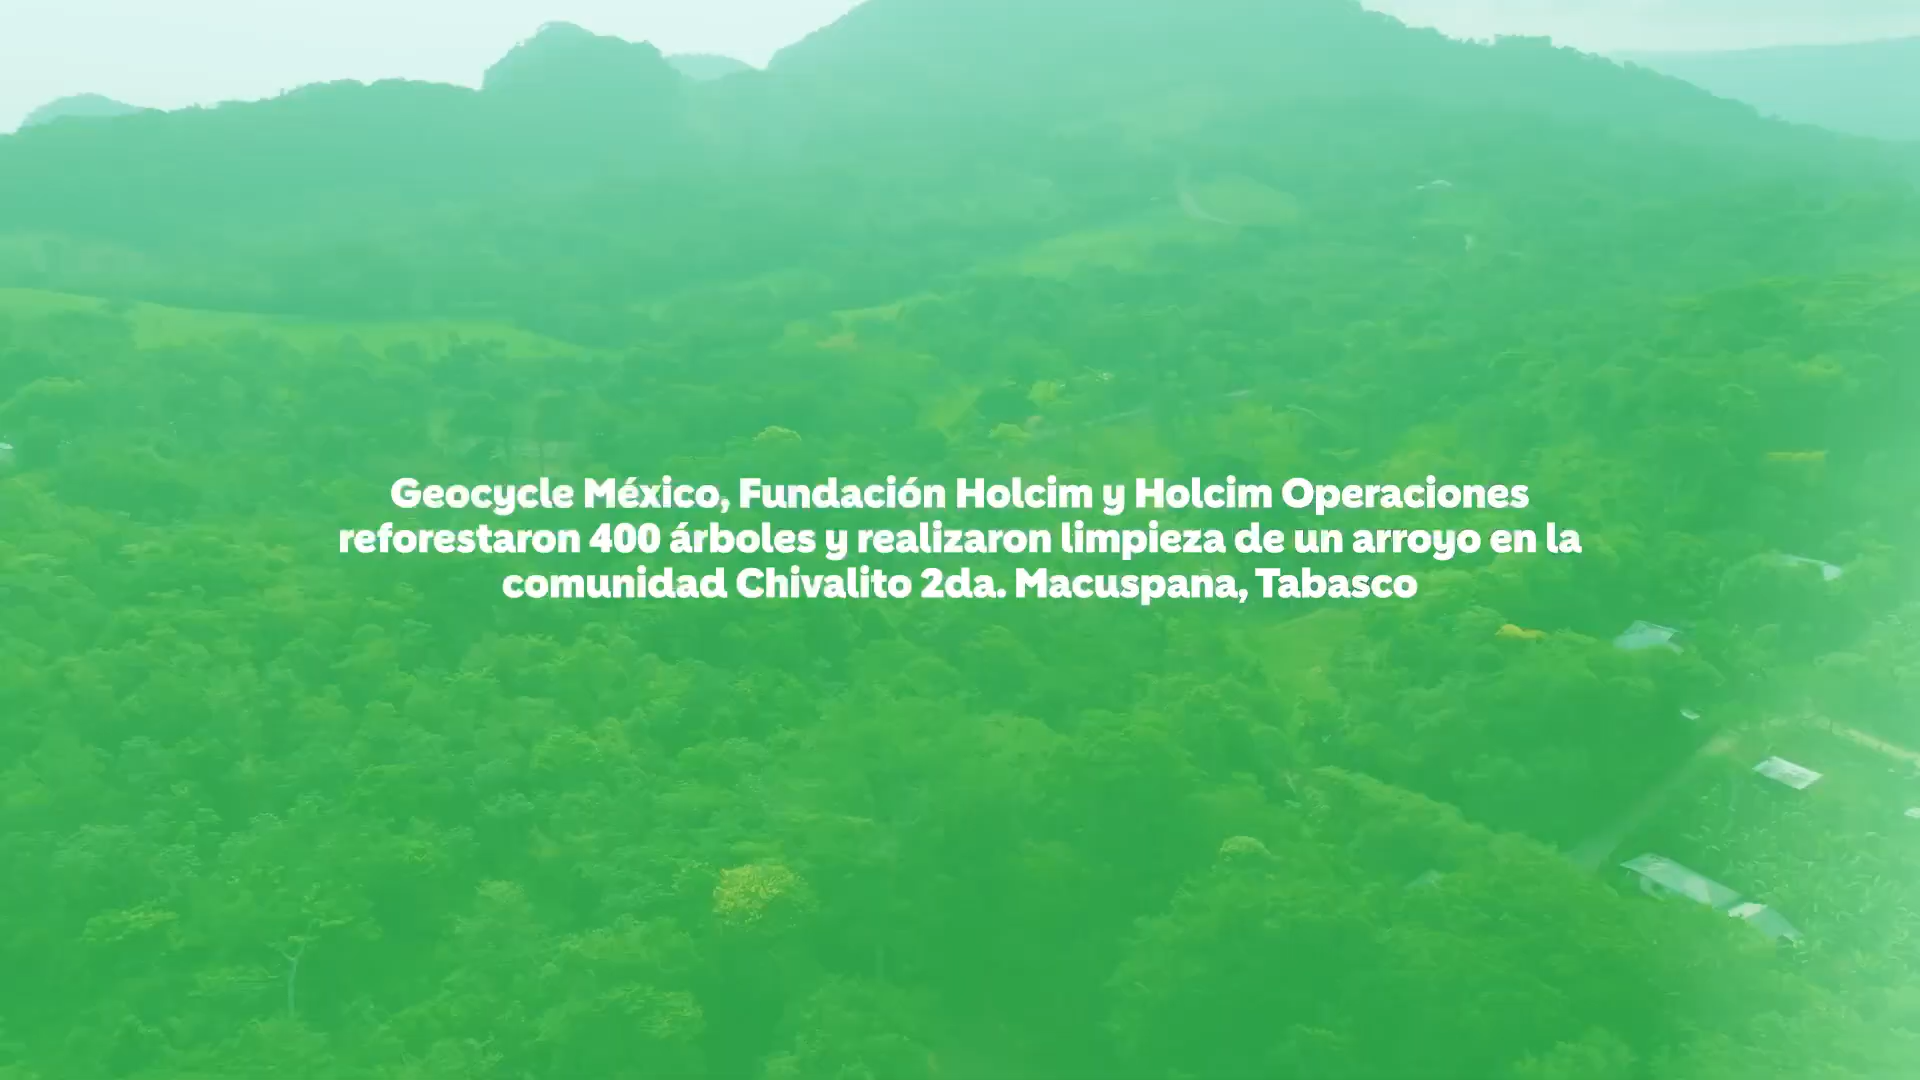 Geocycle México, Fundación Holcim y Holcim Operaciones
reforestaron 400 árboles y realizaron limpieza de un arroyo en la
comunidad Chivalito 2da. Macuspana, Tabasco